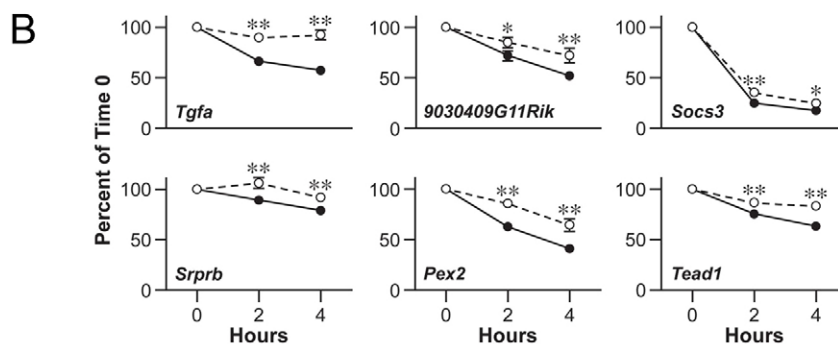 B
Percent of Time 0
100
50
0
** **
Tgfa
100
50
0
* **
9030409G11Rik
100
50
0
** *
Socs3
100
50
0
** **
Srprb
0 2 4
Hours
100
50
0
** **
Pex2
0 2 4
Hours
100
50
0
** **
Tead1
0 2 4
Hours